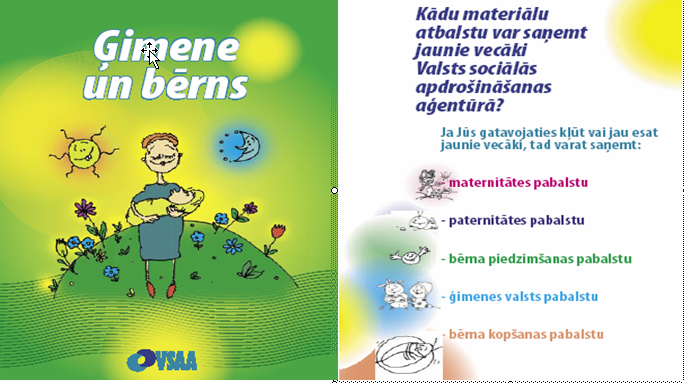 Ģimene
un bērns
VSAA
Kādu materiālu
atbalstu var saņemt
jaunie vecāki
Valsts sociālās
apdrošināšanas
aģentūrā?
Ja Jūs gatavojaties kļūt vai jau esat
jaunie vecāki, tad varat saņemt:
- maternitātes pabalstu
- paternitātes pabalstu
- bērna piedzimšanas pabalstu
- ģimenes valsts pabalstu
- bērna kopšanas pabalstu